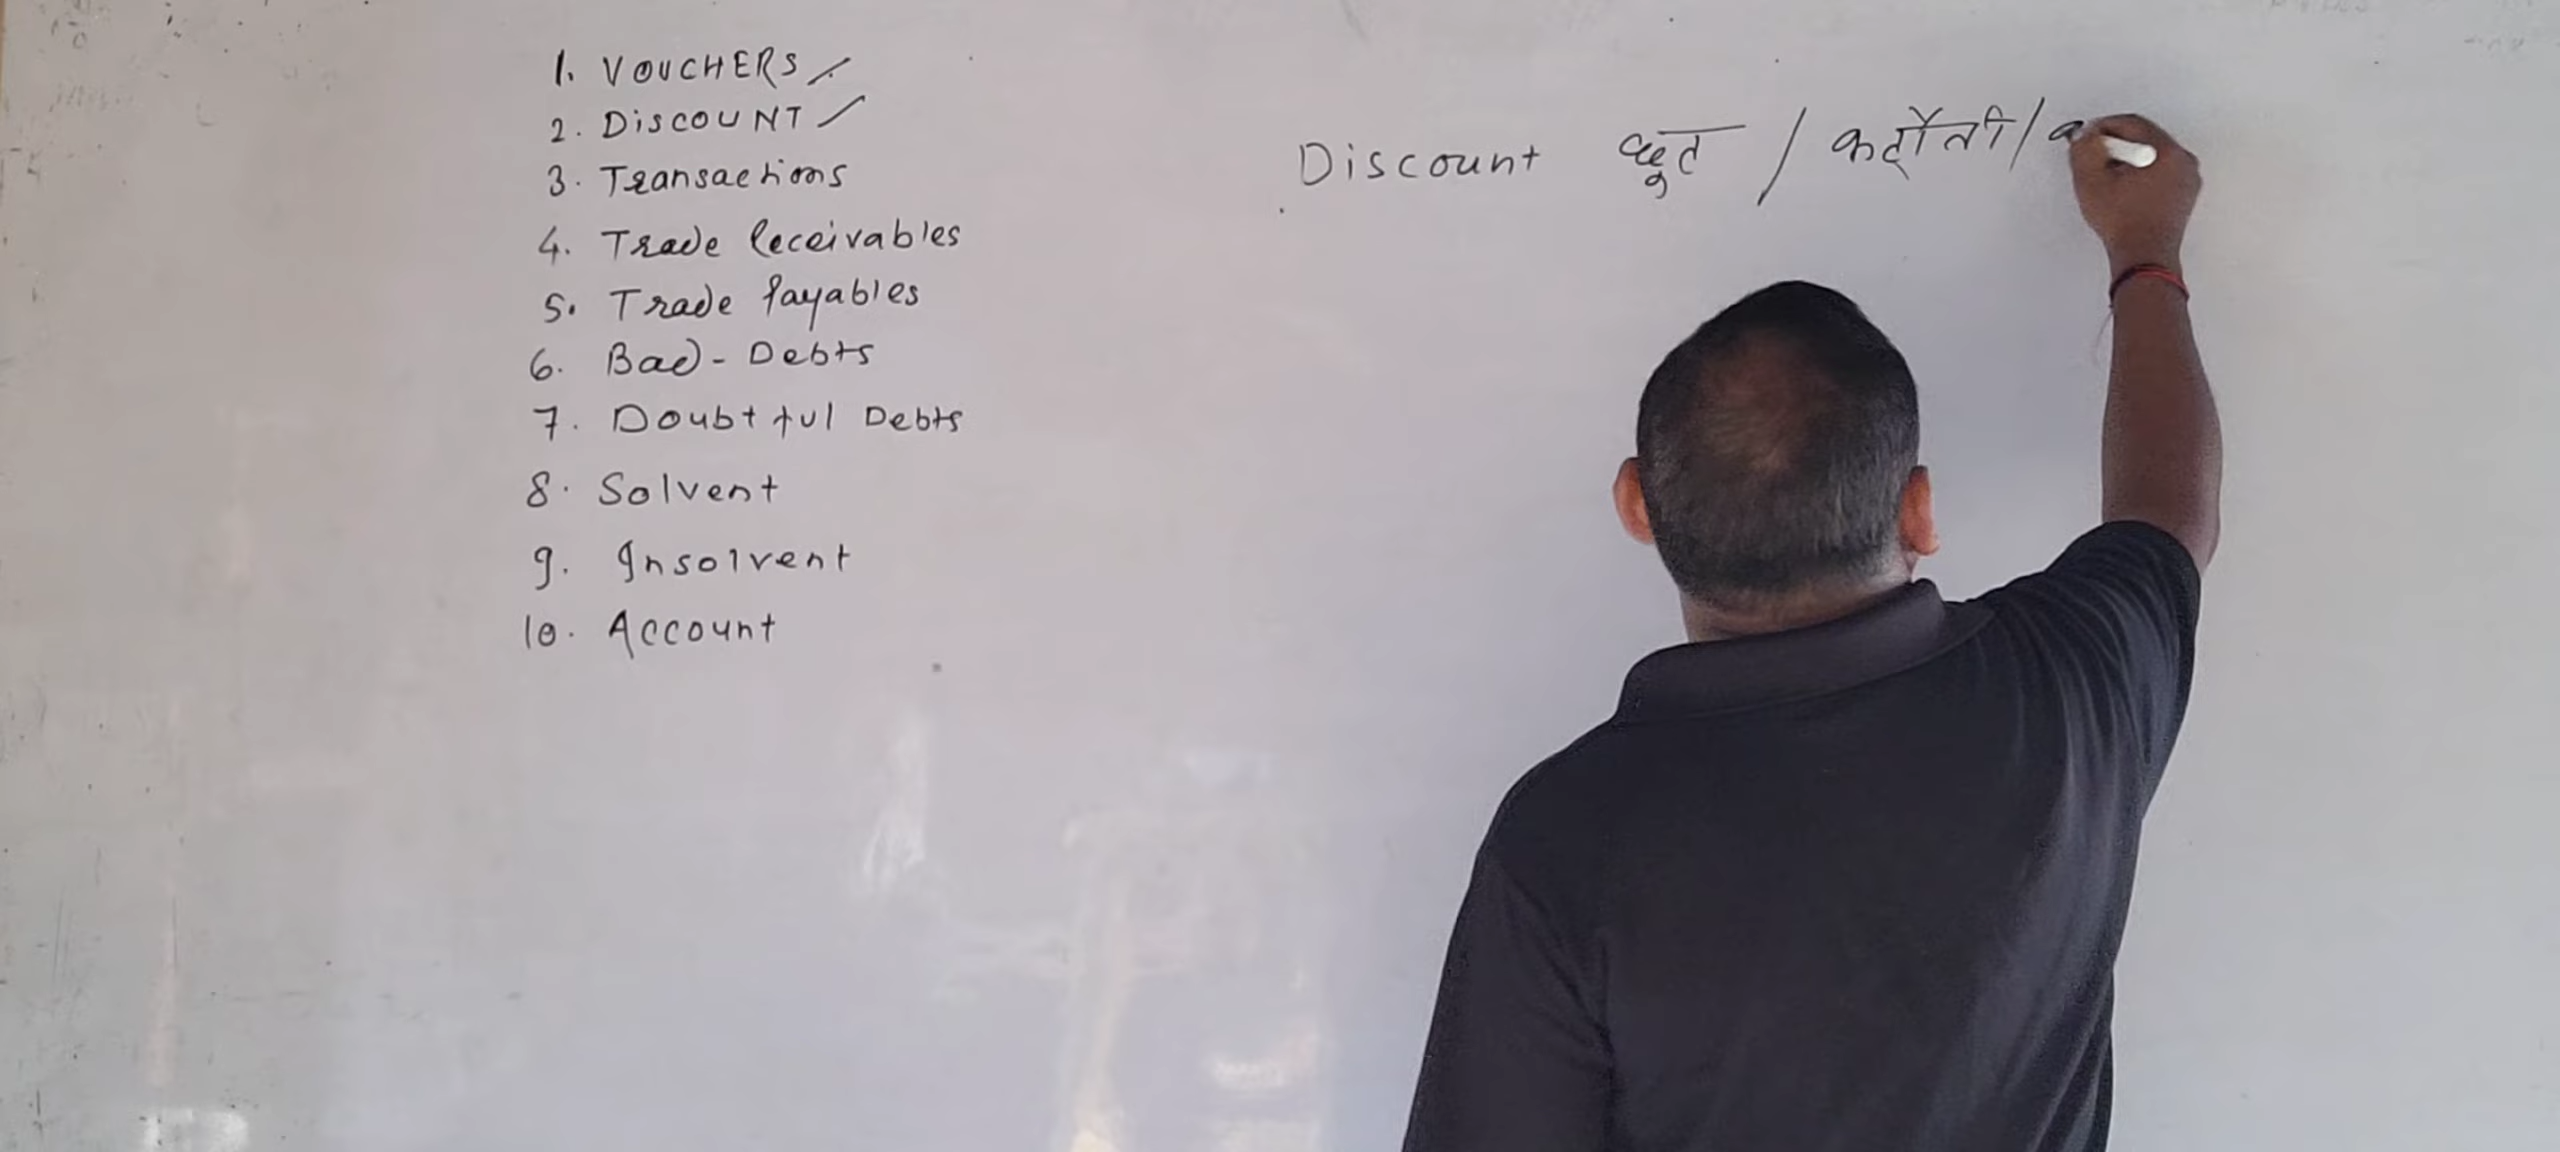 1. VOUCHERS
2. DISCOUNT
3. Transactions
4. Trade Receivables
5. Trade Payables
6. Bad-Debts
7. Doubtful Debts
8. Solvent
9. Insolvent
10. Account
Discount छूट / कटौती /